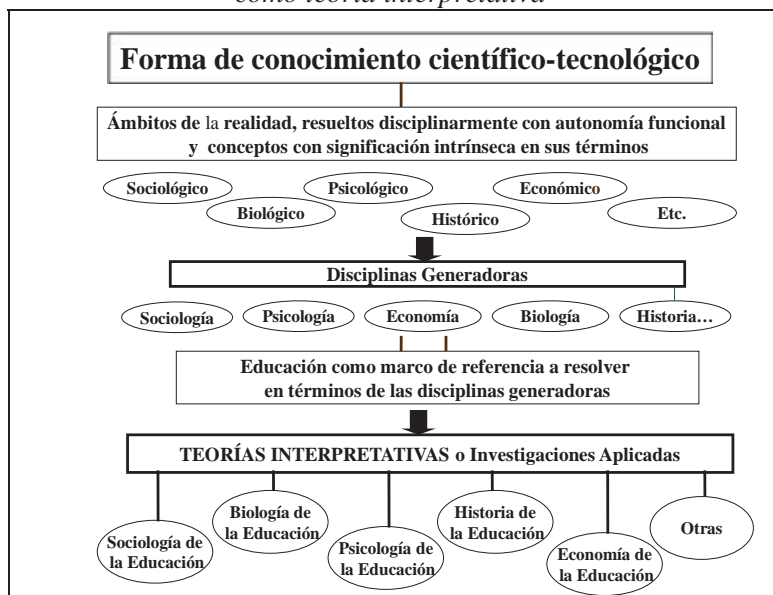 como teoría interpretativa
Forma de conocimiento científico-tecnológico
Ámbitos de la realidad, resueltos disciplinarmente con autonomía funcional
y conceptos con significación intrínseca en sus términos
Sociológico
Psicológico
Económico
Biológico
Histórico
Etc.
Disciplinas Generadoras
Sociología
Psicología
Economía
Biología
Historia…
Educación como marco de referencia a resolver
en términos de las disciplinas generadoras
TEORÍAS INTERPRETATIVAS o Investigaciones Aplicadas
Sociología de
la Educación
Biología de
la Educación
Psicología de
la Educación
Historia de
la Educación
Economía de
la Educación
Otras